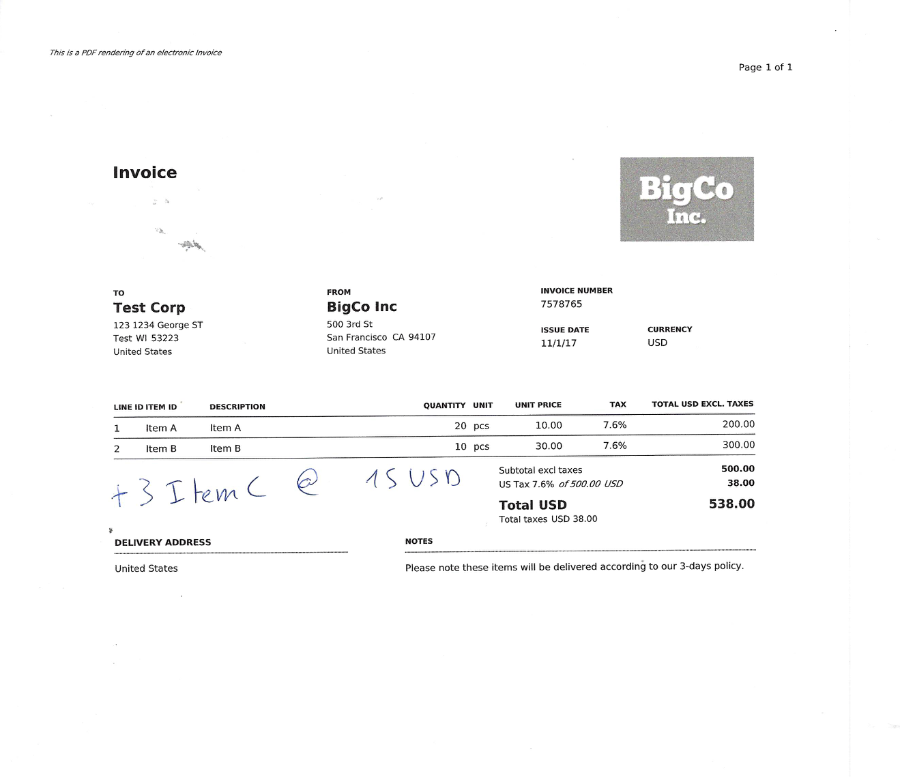 This is a PDF rendering of an electronic Invoice
Page 1 of 1
Invoice
BigCo
Inc.
TO
Test Corp
123 1234 George ST
Test WI 53223
United States
FROM
BigCo Inc
500 3rd St
San Francisco CA 94107
United States
INVOICE NUMBER
7578765
ISSUE DATE CURRENCY
11/1/17 USD
LINE ID ITEM ID DESCRIPTION QUANTITY UNIT UNIT PRICE TAX TOTAL USD EXCL. TAXES
1 Item A Item A 20 pcs 10.00 7.6% 200.00
2 Item B Item B 10 pcs 30.00 7.6% 300.00
+3 Item C @ 15 USD
Subtotal excl taxes 500.00
US Tax 7.6% of 500.00 USD 38.00
Total USD 538.00
Total taxes USD 38.00
DELIVERY ADDRESS
United States
NOTES
Please note these items will be delivered according to our 3-days policy.